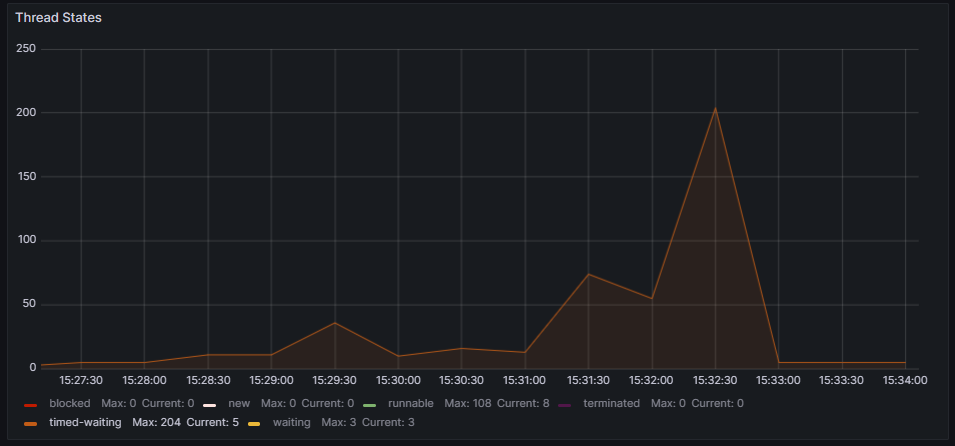 Thread States
250
200
150
100
50
0
15:27:30 15:28:00 15:28:30 15:29:00 15:29:30 15:30:00 15:30:30 15:31:00 15:31:30 15:32:00 15:32:30 15:33:00 15:33:30 15:34:00
blocked Max: 0 Current: 0 new Max: 0 Current: 0 runnable Max: 108 Current: 8 terminated Max: 0 Current: 0
timed-waiting Max: 204 Current: 5 waiting Max: 3 Current: 3